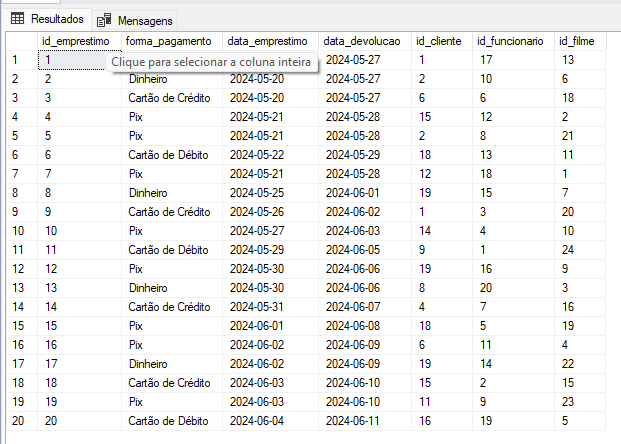 Resultados Mensagens
id_emprestimo forma_pagamento data_emprestimo data_devolucao id_cliente id_funcionario id_filme
1 1 Clique para selecionar a coluna inteira 2024-05-27 1 17 13
2 2 Dinheiro 2024-05-20 2024-05-27 2 10 6
3 3 Cartão de Crédito 2024-05-20 2024-05-27 6 6 18
4 4 Pix 2024-05-21 2024-05-28 15 12 2
5 5 Pix 2024-05-21 2024-05-28 2 8 21
6 6 Cartão de Débito 2024-05-22 2024-05-29 18 13 11
7 7 Pix 2024-05-21 2024-05-28 12 18 1
8 8 Dinheiro 2024-05-25 2024-06-01 19 15 7
9 9 Cartão de Crédito 2024-05-26 2024-06-02 1 3 20
10 10 Pix 2024-05-27 2024-06-03 14 4 10
11 11 Cartão de Débito 2024-05-29 2024-06-05 9 1 24
12 12 Pix 2024-05-30 2024-06-06 19 16 9
13 13 Dinheiro 2024-05-30 2024-06-06 8 20 3
14 14 Cartão de Crédito 2024-05-31 2024-06-07 4 7 16
15 15 Pix 2024-06-01 2024-06-08 18 5 19
16 16 Pix 2024-06-02 2024-06-09 6 11 4
17 17 Dinheiro 2024-06-02 2024-06-09 19 14 22
18 18 Cartão de Crédito 2024-06-03 2024-06-10 15 2 15
19 19 Pix 2024-06-03 2024-06-10 11 9 23
20 20 Cartão de Débito 2024-06-04 2024-06-11 16 19 5